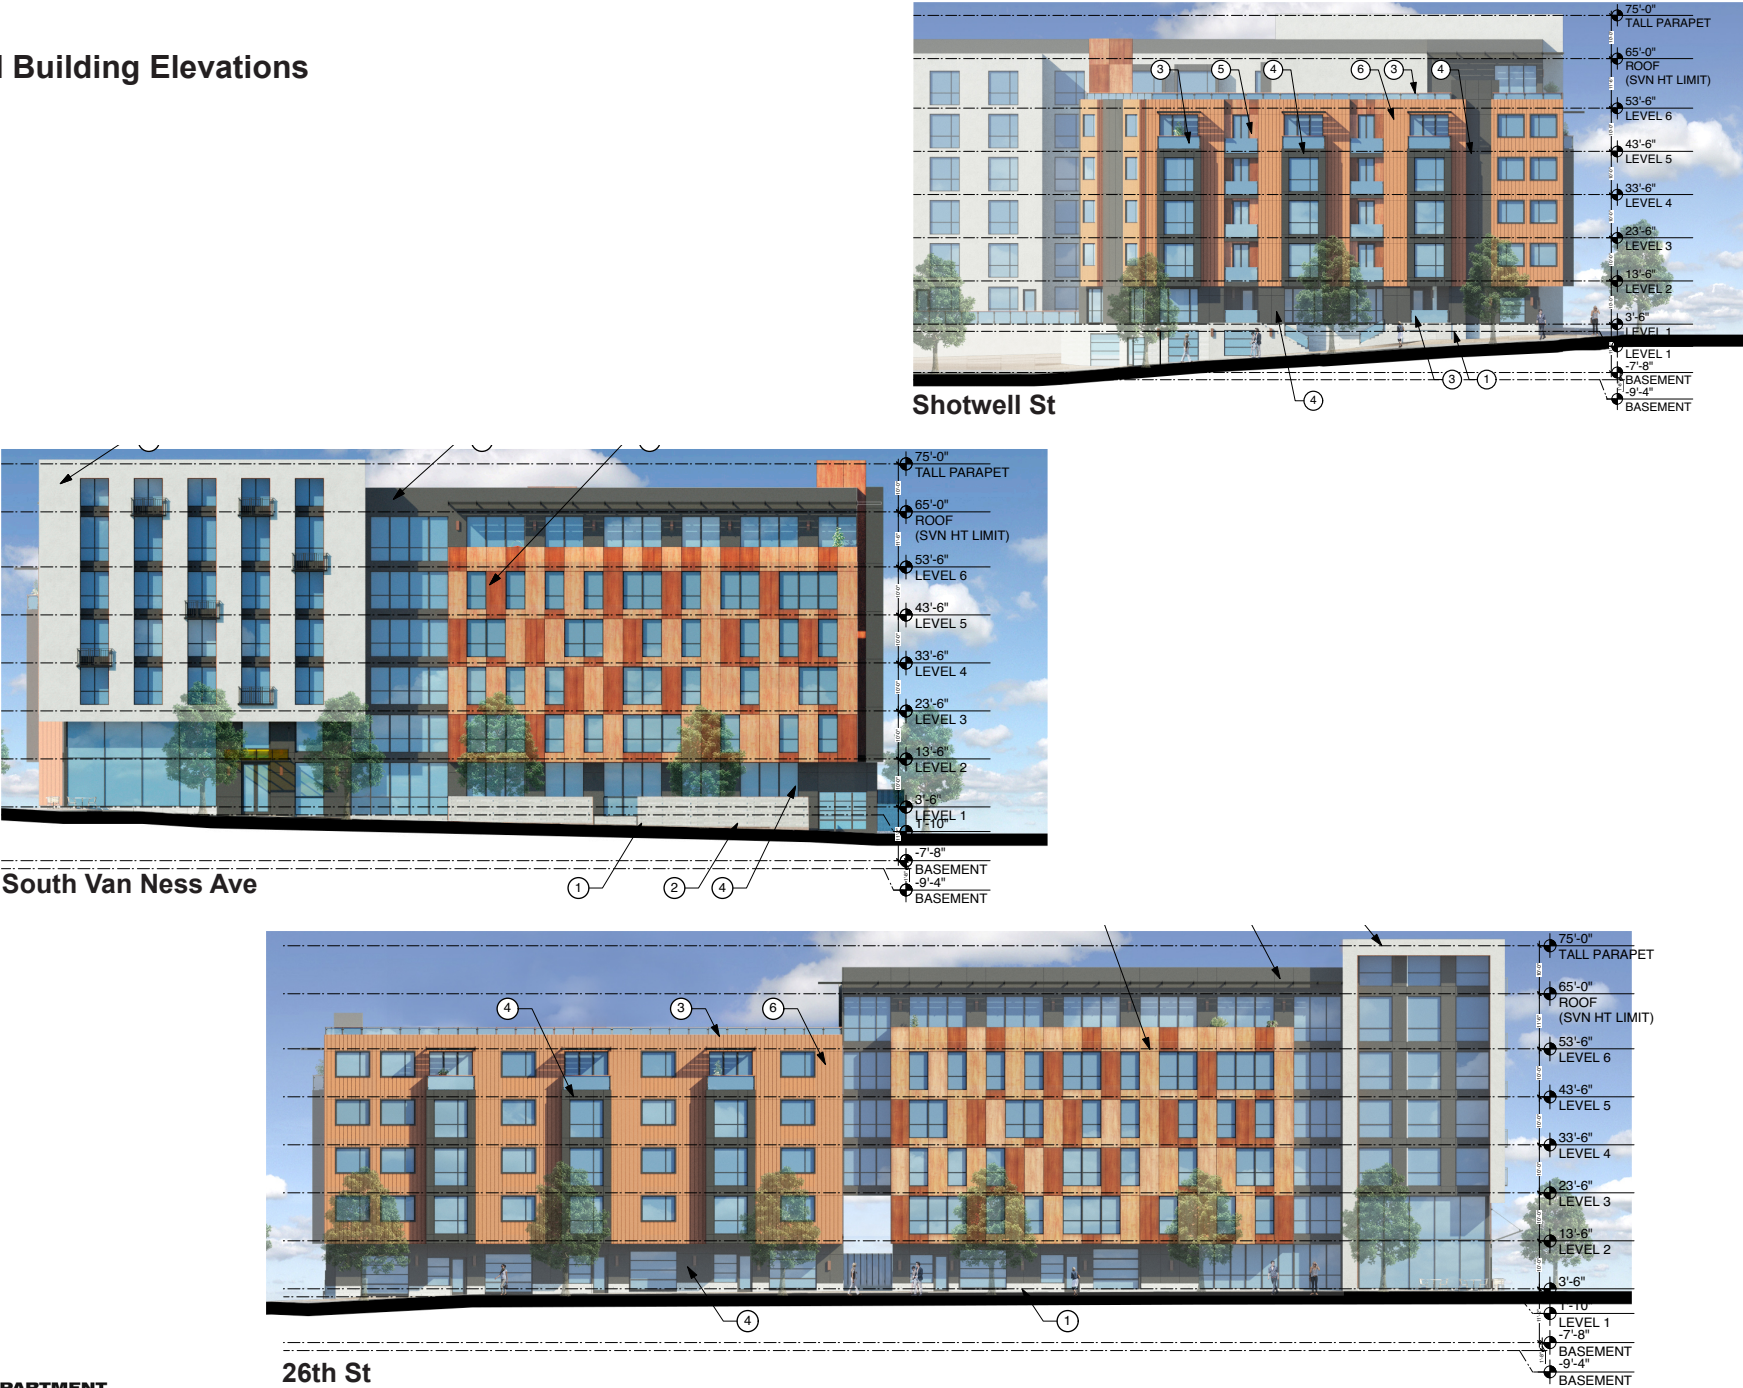 Building Elevations
75'-0"
TALL PARAPET
65'-0"
ROOF
(SVN HT LIMIT)
3
5
4
6
3
4
53'-6"
LEVEL 6
43'-6"
LEVEL 5
33'-6"
LEVEL 4
23'-6"
LEVEL 3
13'-6"
LEVEL 2
3'-6"
LEVEL 1
LEVEL 1
-7'-8"
BASEMENT
-9'-4"
BASEMENT
3
1
4
Shotwell St
75'-0"
TALL PARAPET
65'-0"
ROOF
(SVN HT LIMIT)
53'-6"
LEVEL 6
43'-6"
LEVEL 5
33'-6"
LEVEL 4
23'-6"
LEVEL 3
13'-6"
LEVEL 2
3'-6"
LEVEL 1
1'-10"
-7'-8"
BASEMENT
-9'-4"
BASEMENT
1
2
4
South Van Ness Ave
75'-0"
TALL PARAPET
65'-0"
ROOF
(SVN HT LIMIT)
4
3
6
53'-6"
LEVEL 6
43'-6"
LEVEL 5
33'-6"
LEVEL 4
23'-6"
LEVEL 3
13'-6"
LEVEL 2
3'-6"
1'-10"
LEVEL 1
-7'-8"
BASEMENT
-9'-4"
BASEMENT
4
1
26th St